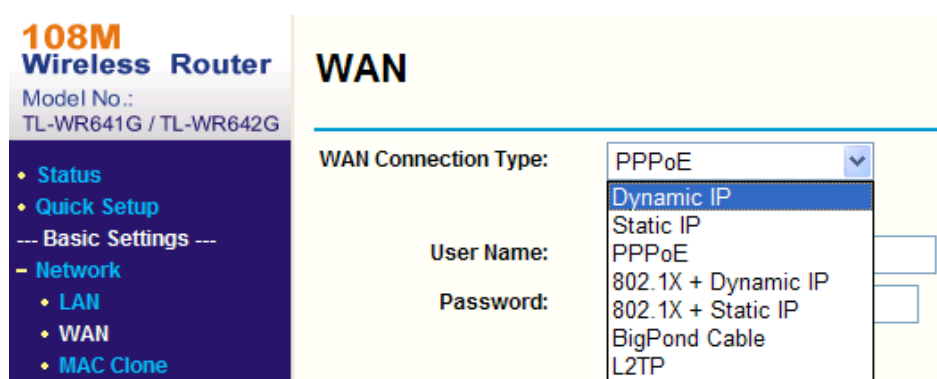 108M
Wireless Router
Model No.:
TL-WR641G / TL-WR642G
• Status
• Quick Setup
--- Basic Settings ---
– Network
• LAN
• WAN
• MAC Clone
WAN
WAN Connection Type:
PPPoE
Dynamic IP
Static IP
PPPoE
802.1X + Dynamic IP
802.1X + Static IP
BigPond Cable
L2TP
User Name:
Password: